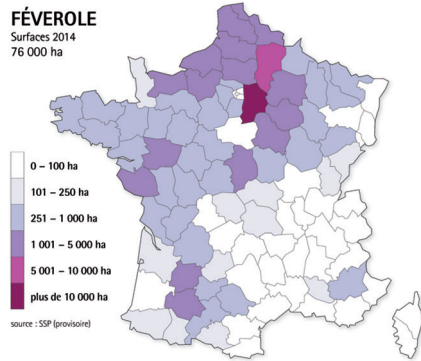 FÉVEROLE
Surfaces 2014
76 000 ha
0 – 100 ha
101 – 250 ha
251 – 1 000 ha
1 001 – 5 000 ha
5 001 – 10 000 ha
plus de 10 000 ha
source : SSP (provisoire)